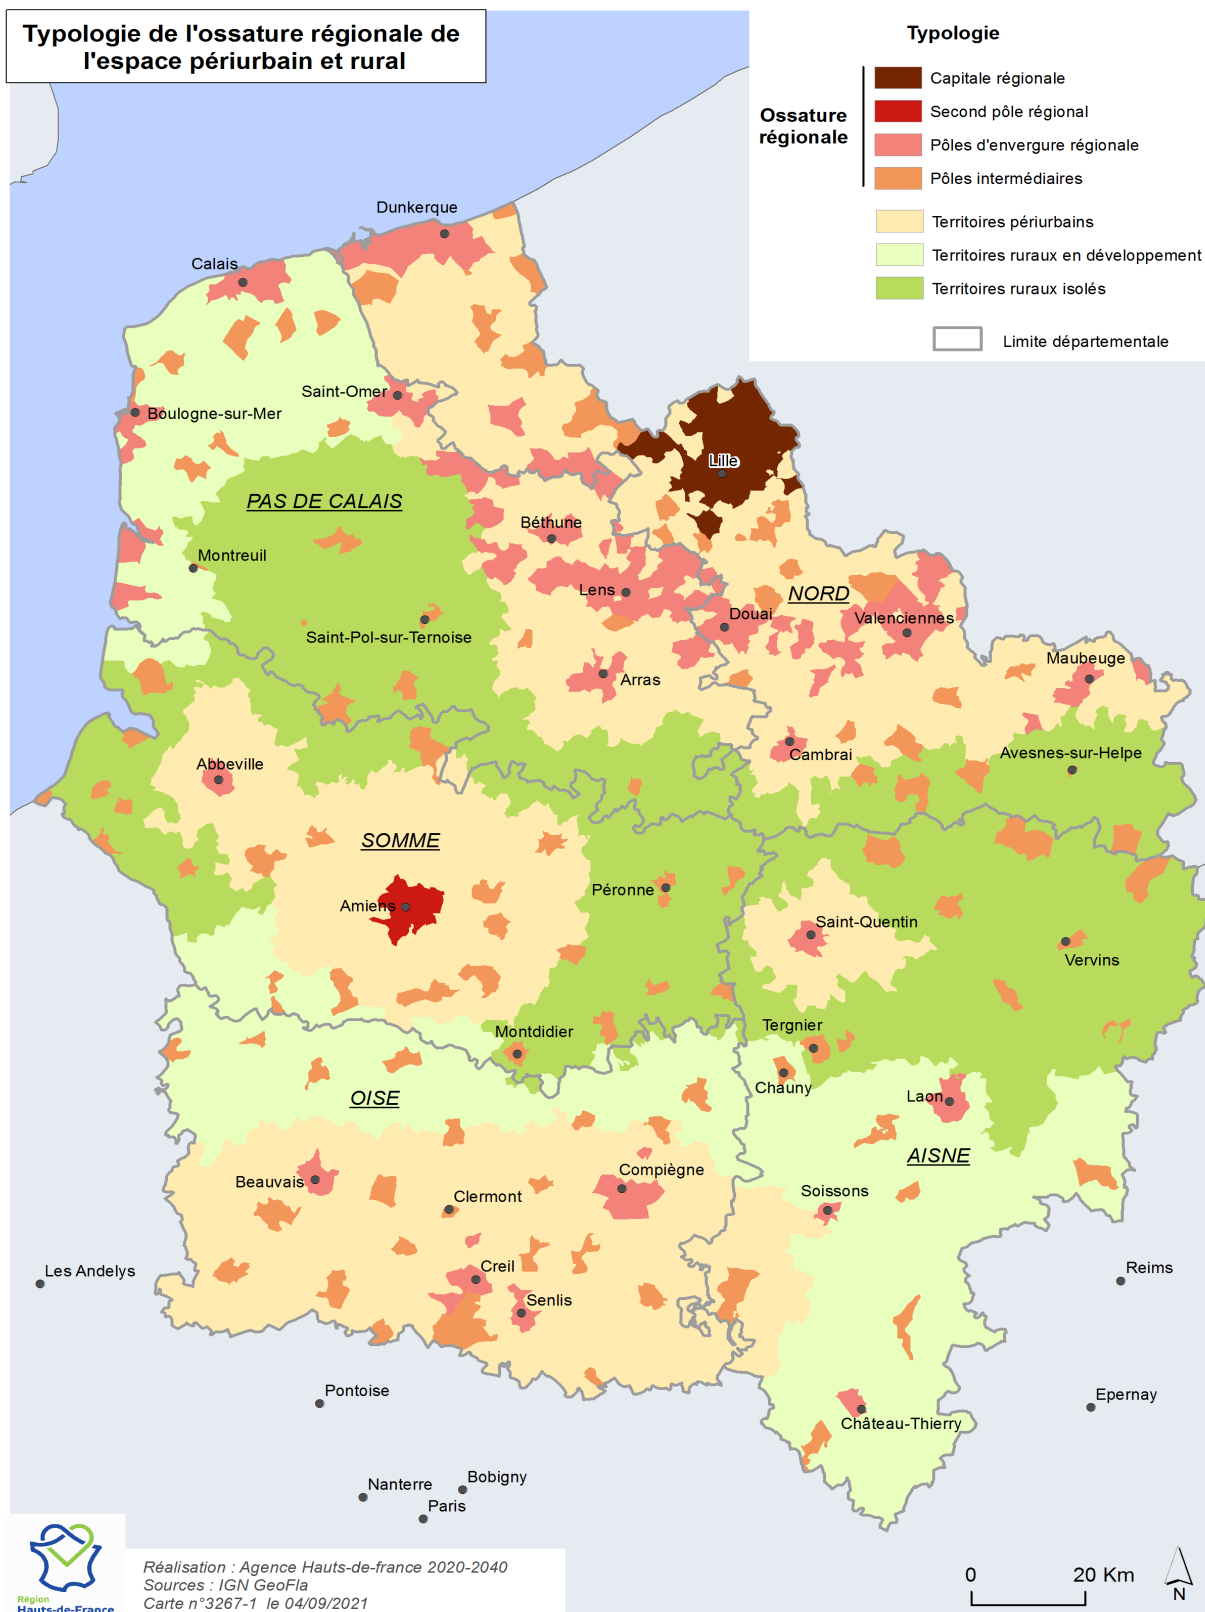 Typologie de l'ossature régionale de
l'espace périurbain et rural
Typologie
Ossature
régionale
Capitale régionale
Second pôle régional
Pôles d'envergure régionale
Pôles intermédiaires
Territoires périurbains
Territoires ruraux en développement
Territoires ruraux isolés
Limite départementale
Dunkerque
Calais
Saint-Omer
Boulogne-sur-Mer
Lille
PAS DE CALAIS
Béthune
Montreuil
Lens
NORD
Douai
Valenciennes
Saint-Pol-sur-Ternoise
Maubeuge
Arras
Cambrai
Avesnes-sur-Helpe
Abbeville
SOMME
Péronne
Amiens
Saint-Quentin
Vervins
Montdidier
Tergnier
Chauny
OISE
Laon
AISNE
Compiègne
Beauvais
Clermont
Soissons
Creil
Senlis
Les Andelys
Reims
Pontoise
Epernay
Château-Thierry
Nanterre
Bobigny
Paris
Région
Hauts-de-France
Réalisation : Agence Hauts-de-france 2020-2040
Sources : IGN GeoFla
Carte n°3267-1 le 04/09/2021
0 20 Km
N